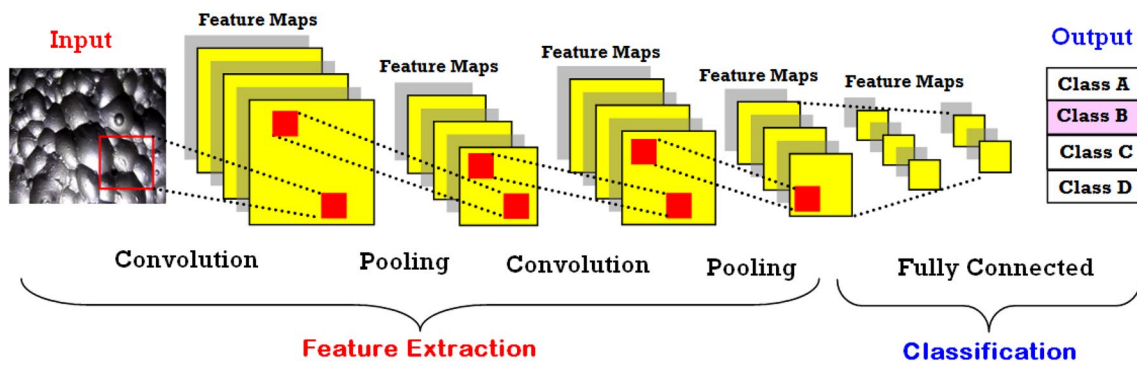 Input
Feature Maps
Feature Maps
Feature Maps
Feature Maps
Feature Maps
Output
Class A
Class B
Class C
Class D
Convolution
Pooling
Convolution
Pooling
Fully Connected
Feature Extraction
Classification